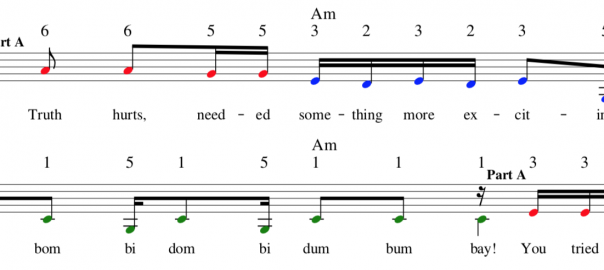 Am
6 6 5 5 3 2 3 2 3
rt A
Truth hurts, need - ed some - thing more ex - cit - in
Am
1 5 1 5 1 1 1 3 3
Part A
bom bi dom bi dum bum bay! You tried